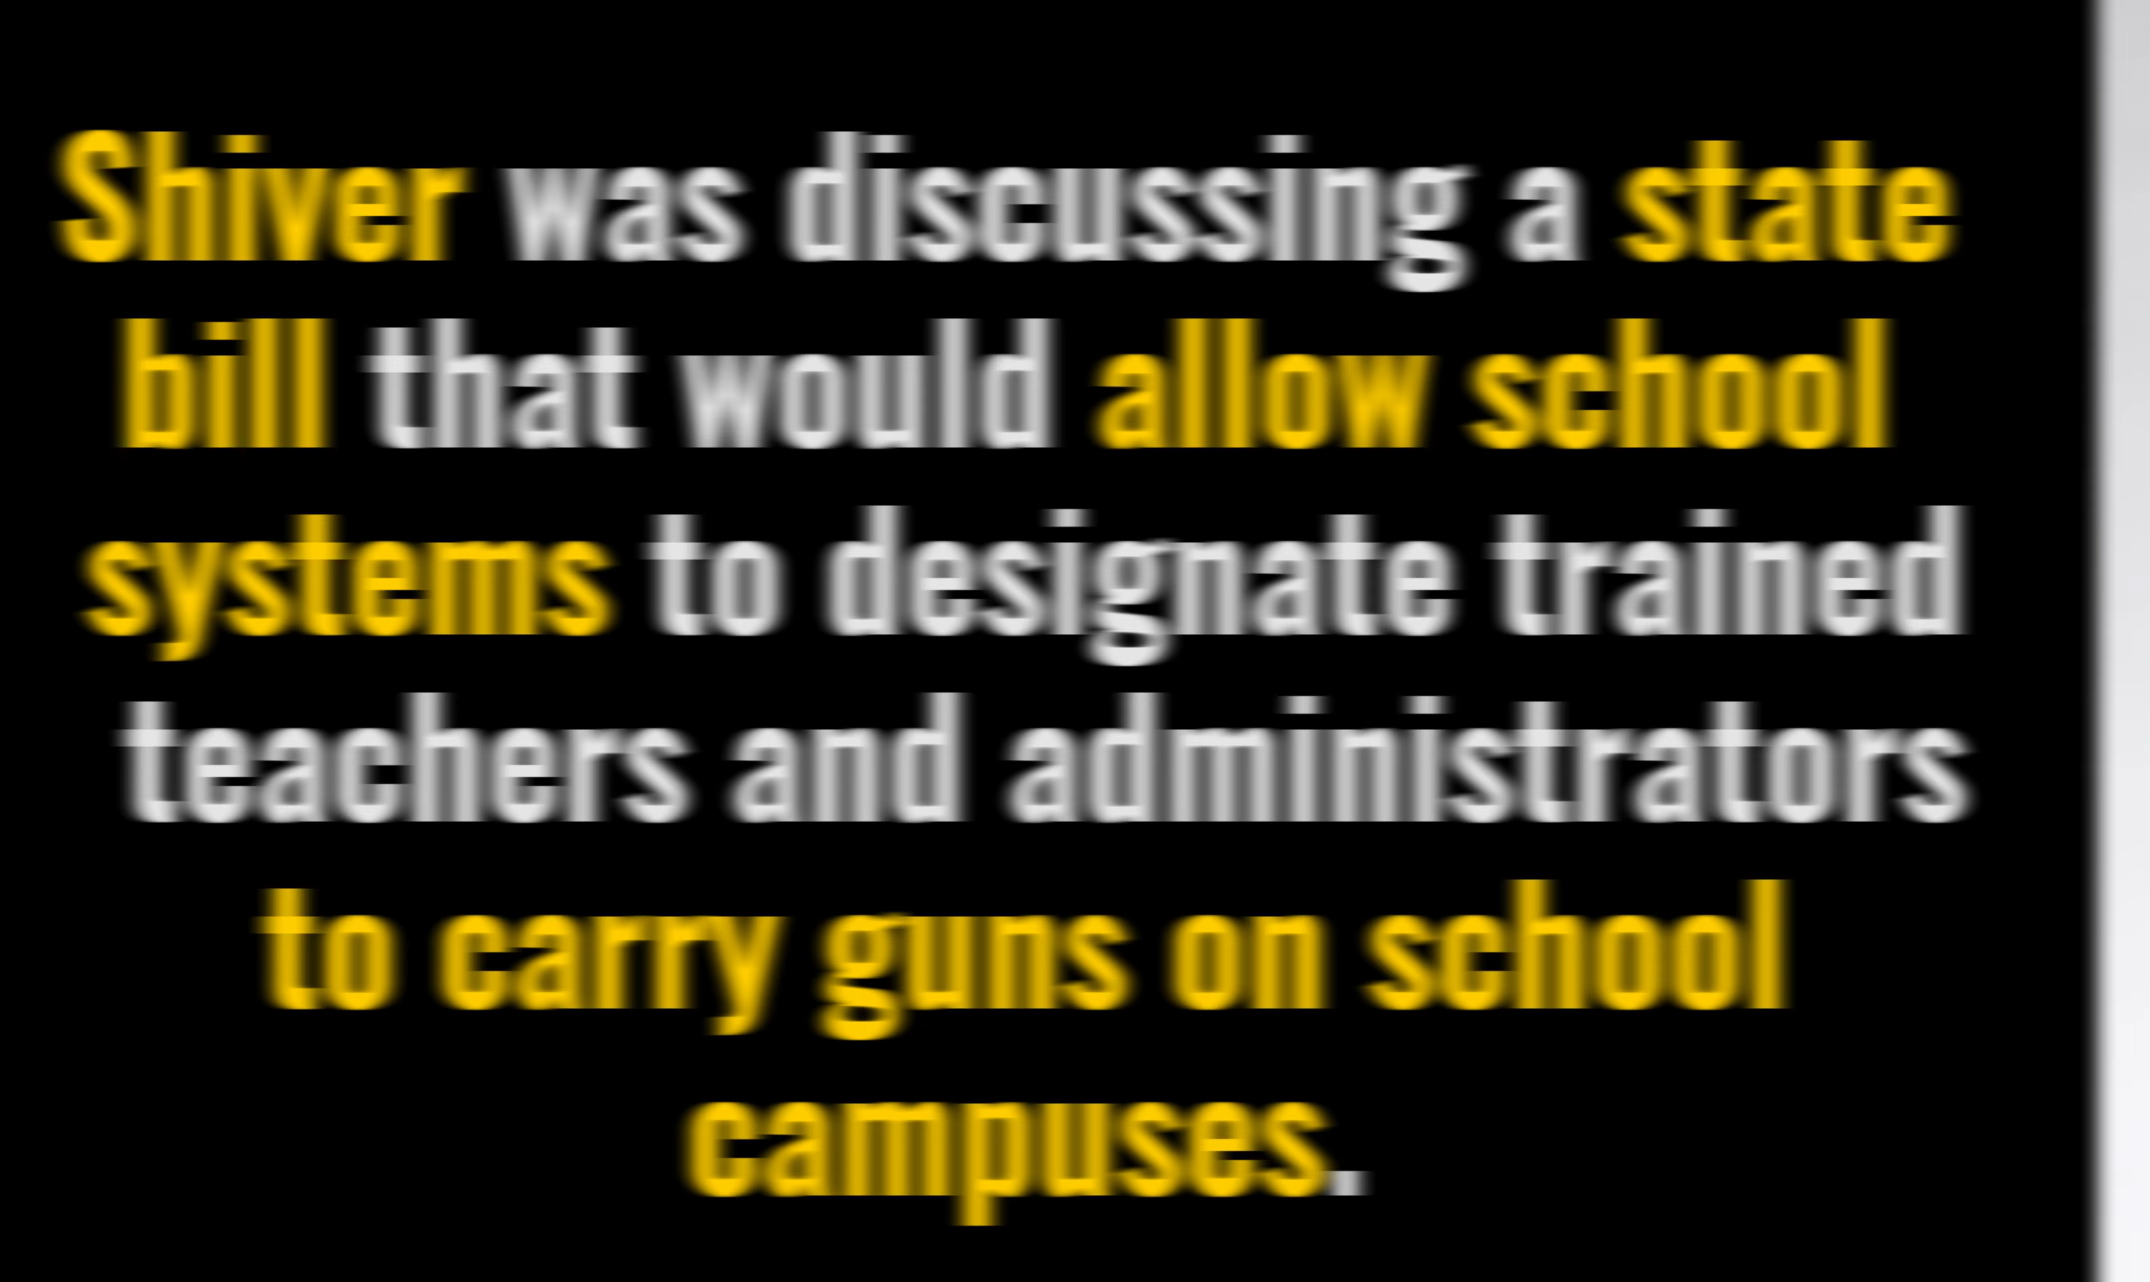 Shiver was discussing a state
bill that would allow school
systems to designate trained
teachers and administrators
to carry guns on school
campuses.